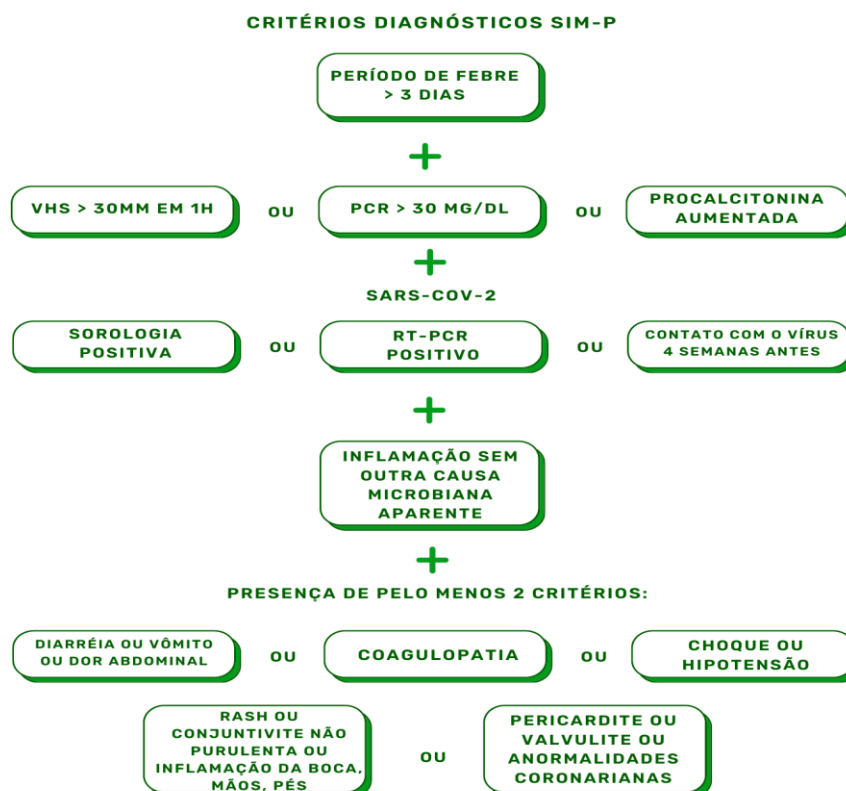 CRITÉRIOS DIAGNÓSTICOS SIM-P
PERÍODO DE FEBRE
> 3 DIAS
+
VHS > 30MM EM 1H
OU
PCR > 30 MG/DL
OU
PROCALCITONINA
AUMENTADA
+
SARS-COV-2
SOROLOGIA
POSITIVA
OU
RT-PCR
POSITIVO
OU
CONTATO COM O VÍRUS
4 SEMANAS ANTES
+
INFLAMAÇÃO SEM
OUTRA CAUSA
MICROBIANA
APARENTE
+
PRESENÇA DE PELO MENOS 2 CRITÉRIOS:
DIARRÉIA OU VÔMITO
OU DOR ABDOMINAL
OU
COAGULOPATIA
OU
CHOQUE OU
HIPOTENSÃO
RASH OU
CONJUNTIVITE NÃO
PURULENTA OU
INFLAMAÇÃO DA BOCA,
MÃOS, PÉS
OU
PERICARDITE OU
VALVULITE OU
ANORMALIDADES
CORONARIANAS